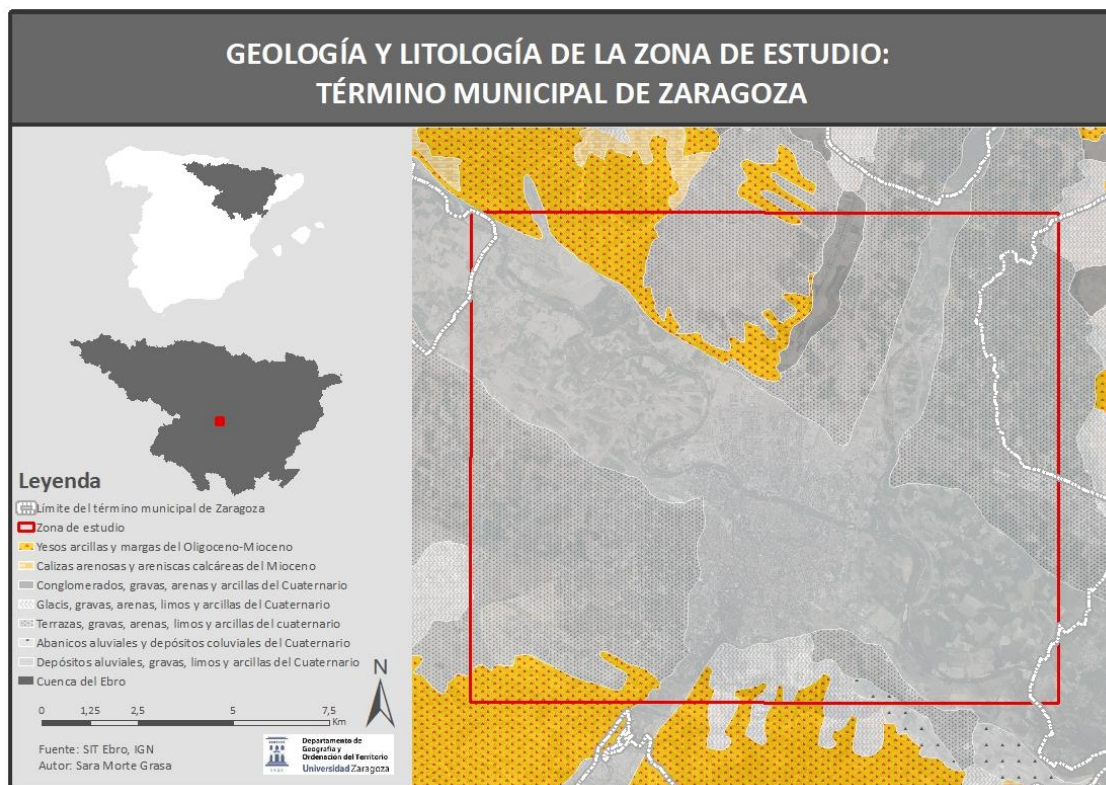 GEOLOGÍA Y LITOLOGÍA DE LA ZONA DE ESTUDIO:
TÉRMINO MUNICIPAL DE ZARAGOZA
Leyenda
Límite del término municipal de Zaragoza
Zona de estudio
Yesos arcillas y margas del Oligoceno-Mioceno
Calizas arenosas y areniscas calcáreas del Mioceno
Conglomerados, gravas, arenas y arcillas del Cuaternario
Glacis, gravas, arenas, limos y arcillas del Cuaternario
Terrazas, gravas, arenas, limos y arcillas del cuaternario
Abanicos aluviales y depósitos coluviales del Cuaternario
Depósitos aluviales, gravas, limos y arcillas del Cuaternario
Cuenca del Ebro
N
0 1,25 2,5 5 7,5
Km
Fuente: SIT Ebro, IGN
Autor: Sara Morte Grasa
Departamento de
Geografía y
Ordenación del Territorio
Universidad Zaragoza